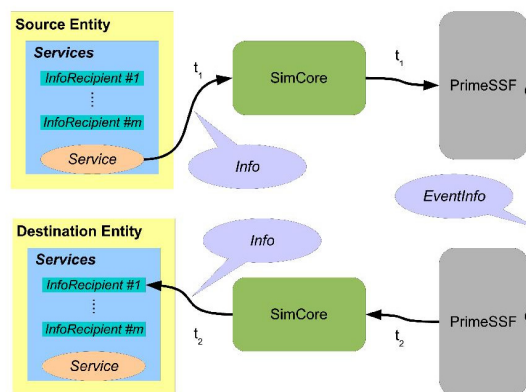 Source Entity
Services
InfoRecipient #1
InfoRecipient #m
Service
t1
SimCore
t1
PrimeSSF
Info
EventInfo
Destination Entity
Services
InfoRecipient #1
InfoRecipient #m
Service
Info
t2
SimCore
t2
PrimeSSF